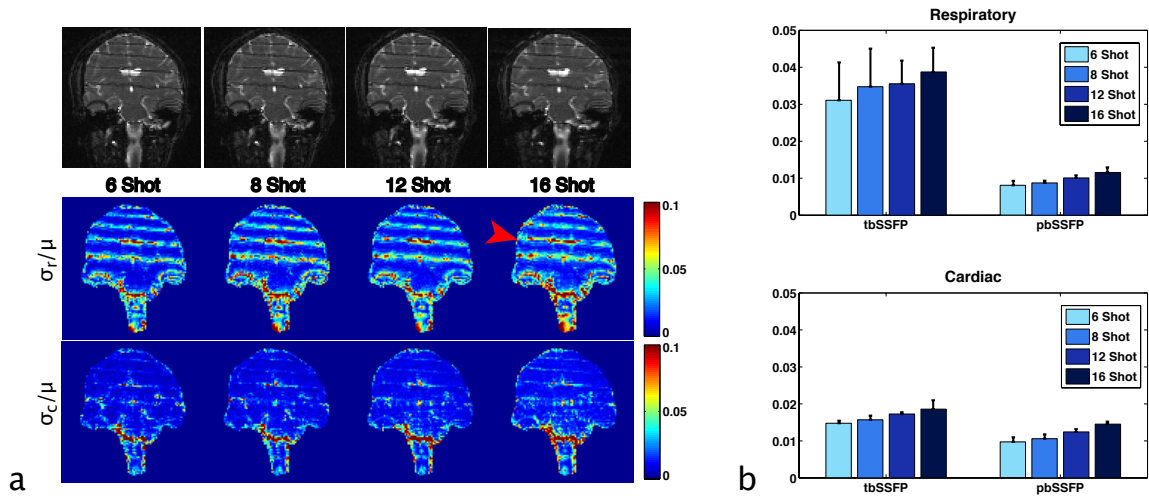 6 Shot 8 Shot 12 Shot 16 Shot
σr/μ
0.1
0.05
0
σc/μ
0.1
0.05
0
a
Respiratory
0.05
0.04
0.03
0.02
0.01
0
6 Shot
8 Shot
12 Shot
16 Shot
tbSSFP pbSSFP
Cardiac
0.05
0.04
0.03
0.02
0.01
0
6 Shot
8 Shot
12 Shot
16 Shot
tbSSFP pbSSFP
b